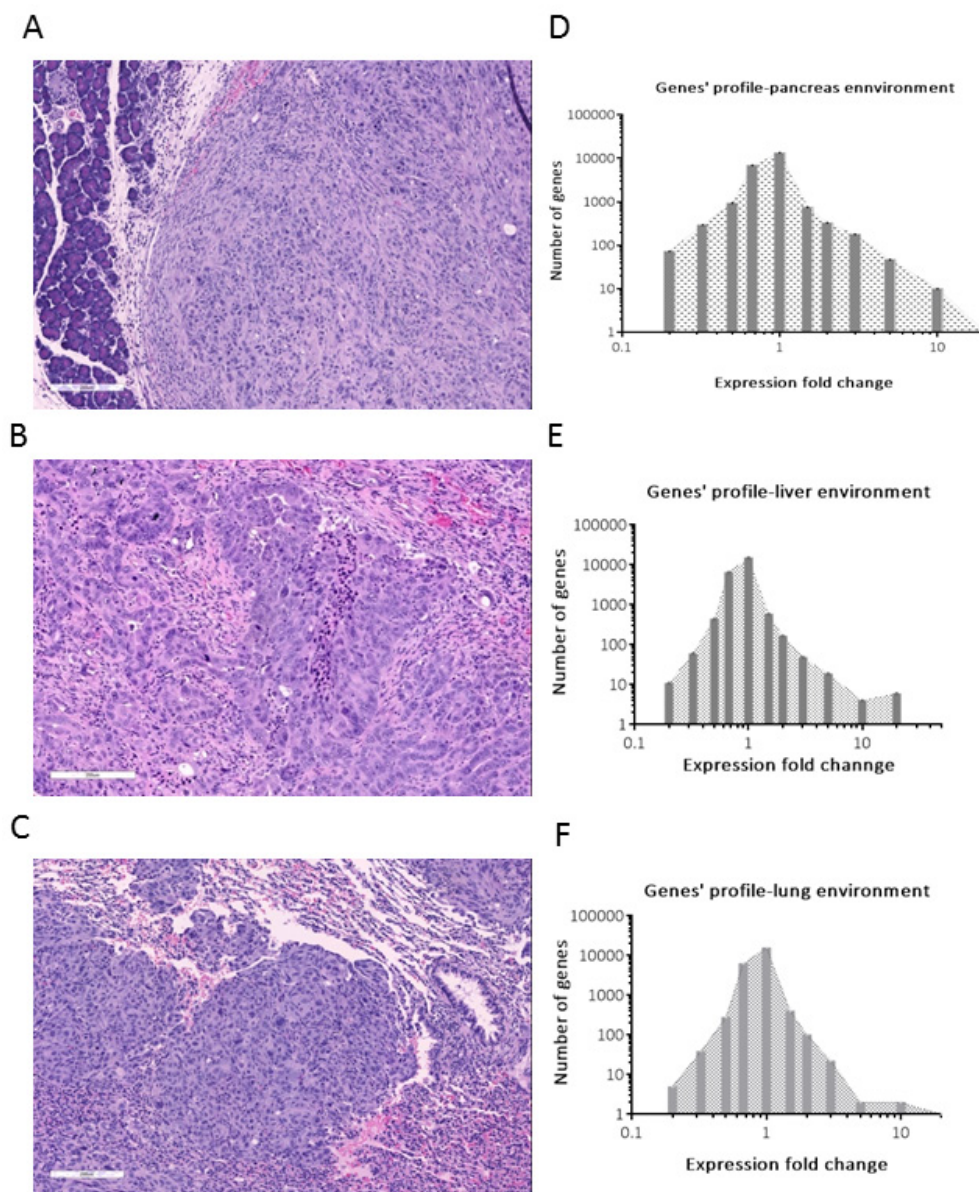 A
B
C
D
Genes' profile-pancreas ennvironment
Number of genes
100000
10000
1000
100
10
1
0.1
1
10
Expression fold change
E
Genes' profile-liver environment
Number of genes
100000
10000
1000
100
10
1
0.1
1
10
Expression fold channge
F
Genes' profile-lung environment
Number of genes
100000
10000
1000
100
10
1
0.1
1
10
Expression fold change